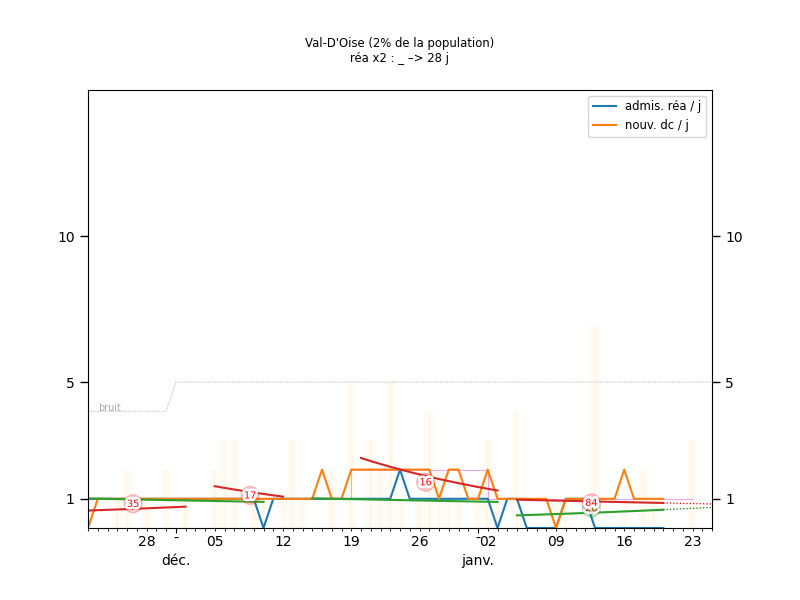 Val-D'Oise (2% de la population)
réa x2 : _ –> 28 j
admis. réa / j
nouv. dc / j
10
10
5
5
bruit
1
1
35
17
16
84
28
05
12
19
26
02
09
16
23
déc.
janv.